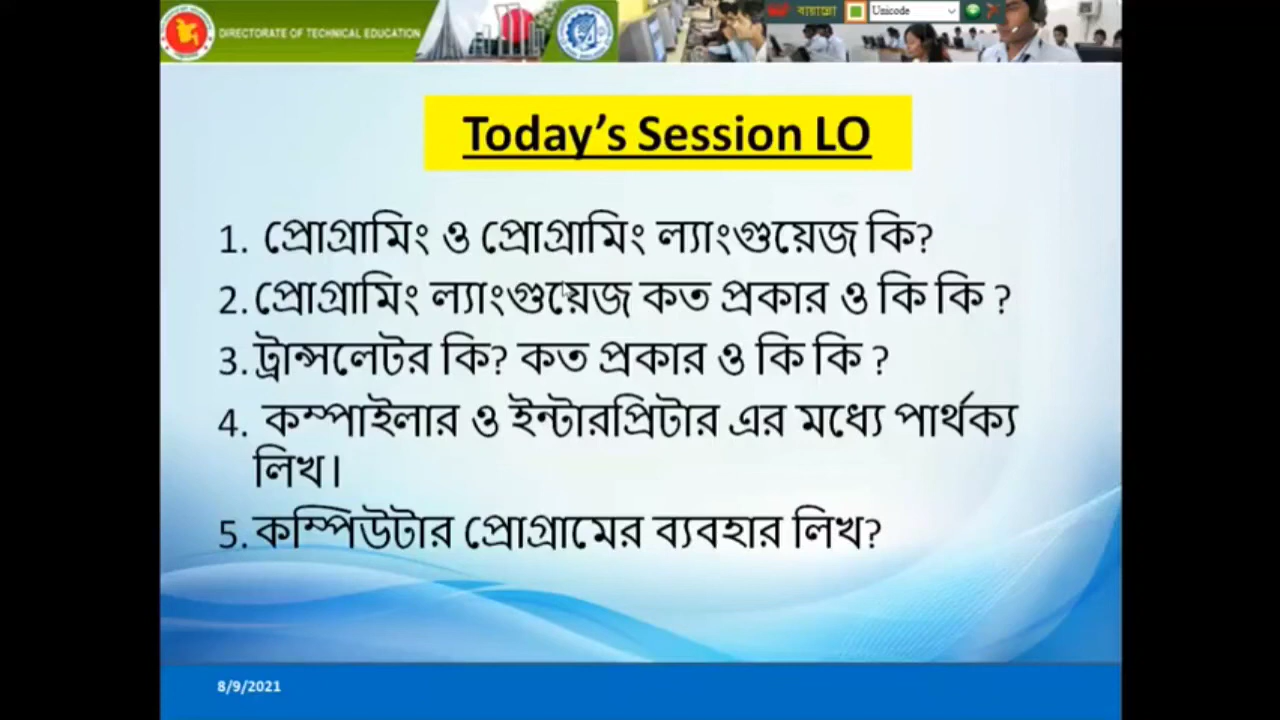 DIRECTORATE OF TECHNICAL EDUCATION
বায়ান্নো Unicode
Today's Session LO
1. প্রোগ্রামিং ও প্রোগ্রামিং ল্যাংগুয়েজ কি?
2. প্রোগ্রামিং ল্যাংগুয়েজ কত প্রকার ও কি কি ?
3. ট্রান্সলেটর কি? কত প্রকার ও কি কি ?
4. কম্পাইলার ও ইন্টারপ্রিটার এর মধ্যে পার্থক্য
লিখ।
5. কম্পিউটার প্রোগ্রামের ব্যবহার লিখ?
8/9/2021